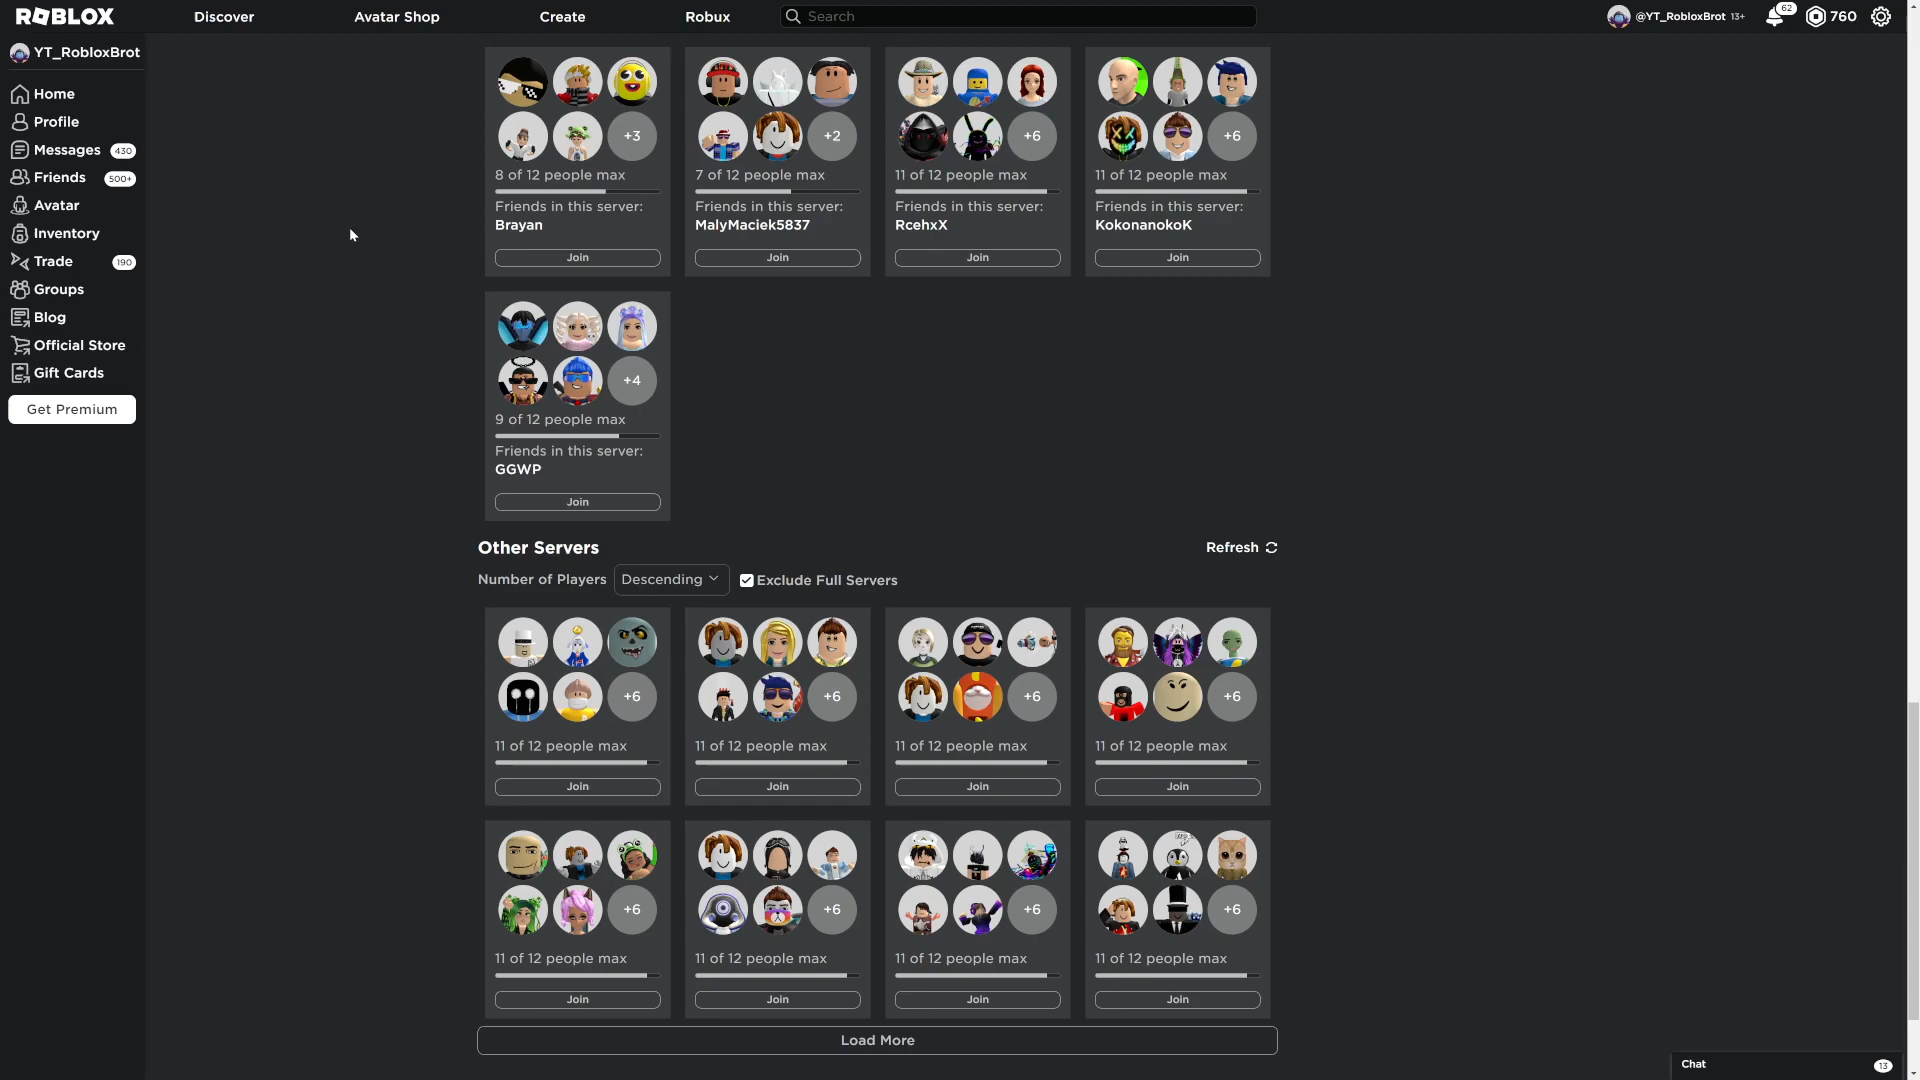 ROBLOX Discover Avatar Shop Create Robux Search @YT_RobloxBrot 13+ 62 760
YT_RobloxBrot
Home
Profile
Messages 430
Friends 500+
Avatar
Inventory
Trade 190
Groups
Blog
Official Store
Gift Cards
Get Premium
+3 +2 +6 +6
8 of 12 people max 7 of 12 people max 11 of 12 people max 11 of 12 people max
Friends in this server: Friends in this server: Friends in this server: Friends in this server:
Brayan MalyMaciek5837 RcehxX KokonanokoK
Join Join Join Join
+4
9 of 12 people max
Friends in this server:
GGWP
Join
Other Servers Refresh
Number of Players Descending Exclude Full Servers
+6 +6 +6 +6
11 of 12 people max 11 of 12 people max 11 of 12 people max 11 of 12 people max
Join Join Join Join
+6 +6 +6 +6
11 of 12 people max 11 of 12 people max 11 of 12 people max 11 of 12 people max
Join Join Join Join
Load More
Chat 13